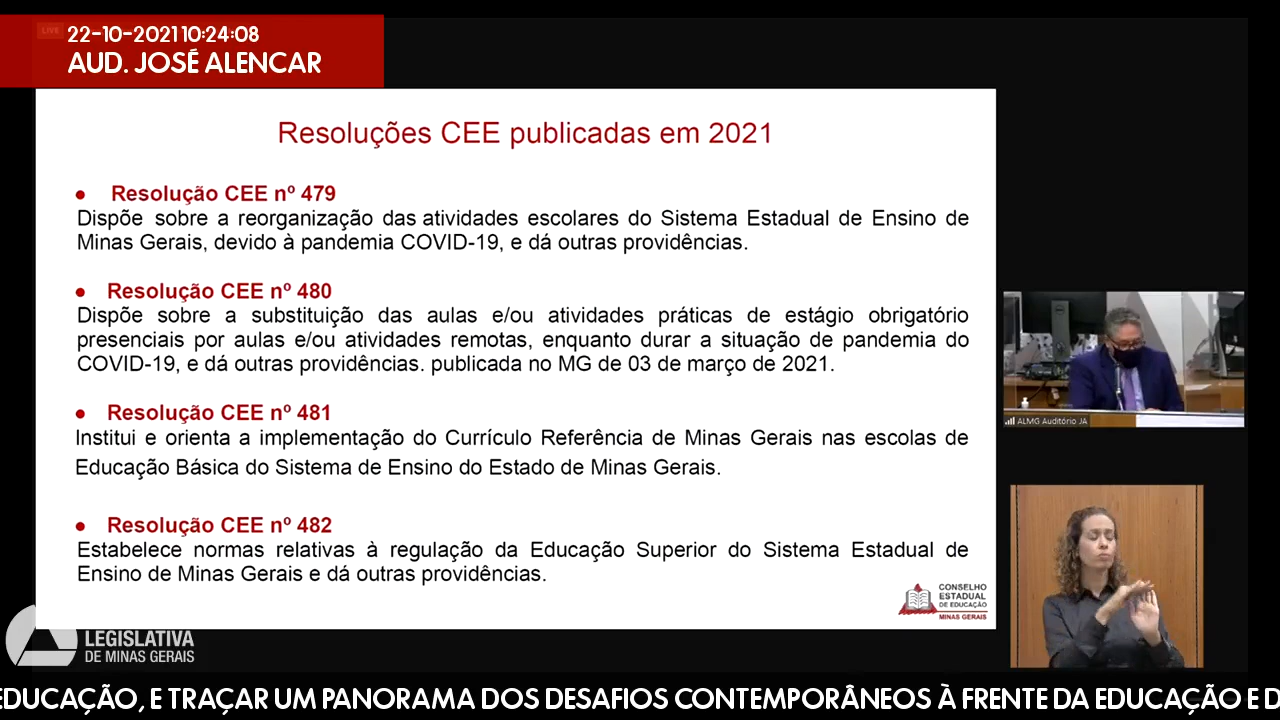 LIVE
22-10-2021 10:24:08
AUD. JOSÉ ALENCAR
Resoluções CEE publicadas em 2021
● Resolução CEE nº 479
Dispõe sobre a reorganização das atividades escolares do Sistema Estadual de Ensino de
Minas Gerais, devido à pandemia COVID-19, e dá outras providências.
● Resolução CEE nº 480
Dispõe sobre a substituição das aulas e/ou atividades práticas de estágio obrigatório
presenciais por aulas e/ou atividades remotas, enquanto durar a situação de pandemia do
COVID-19, e dá outras providências. publicada no MG de 03 de março de 2021.
● Resolução CEE nº 481
Institui e orienta a implementação do Currículo Referência de Minas Gerais nas escolas de
Educação Básica do Sistema de Ensino do Estado de Minas Gerais.
● Resolução CEE nº 482
Estabelece normas relativas à regulação da Educação Superior do Sistema Estadual de
Ensino de Minas Gerais e dá outras providências.
CONSELHO
ESTADUAL
DE EDUCAÇÃO
MINAS GERAIS
ALMG Auditório JA
LEGISLATIVA
DE MINAS GERAIS
EDUCAÇÃO, E TRAÇAR UM PANORAMA DOS DESAFIOS CONTEMPORÂNEOS À FRENTE DA EDUCAÇÃO E D